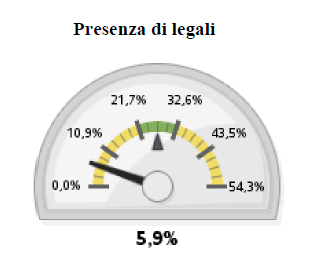 Presenza di legali
21,7% 32,6%
10,9% 43,5%
0,0% 54,3%
5,9%